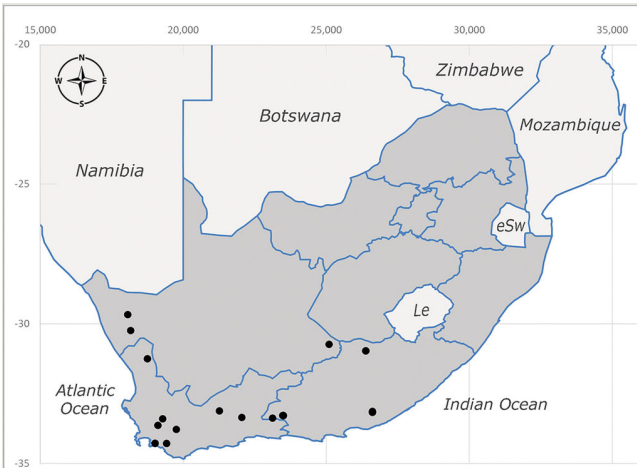 15,000 20,000 25,000 30,000 35,000
-20
N
W E
S
Zimbabwe
Botswana
Mozambique
Namibia
-25
eSw
-30
Le
Atlantic
Ocean
Indian Ocean
-35